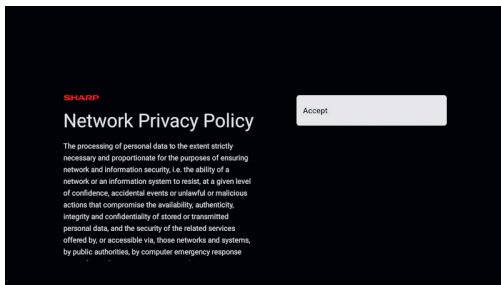 SHARP
Network Privacy Policy
The processing of personal data to the extent strictly
necessary and proportionate for the purposes of ensuring
network and information security, i.e. the ability of a
network or an information system to resist, at a given level
of confidence, accidental events or unlawful or malicious
actions that compromise the availability, authenticity,
integrity and confidentiality of stored or transmitted
personal data, and the security of the related services
offered by, or accessible via, those networks and systems,
by public authorities, by computer emergency response
Accept